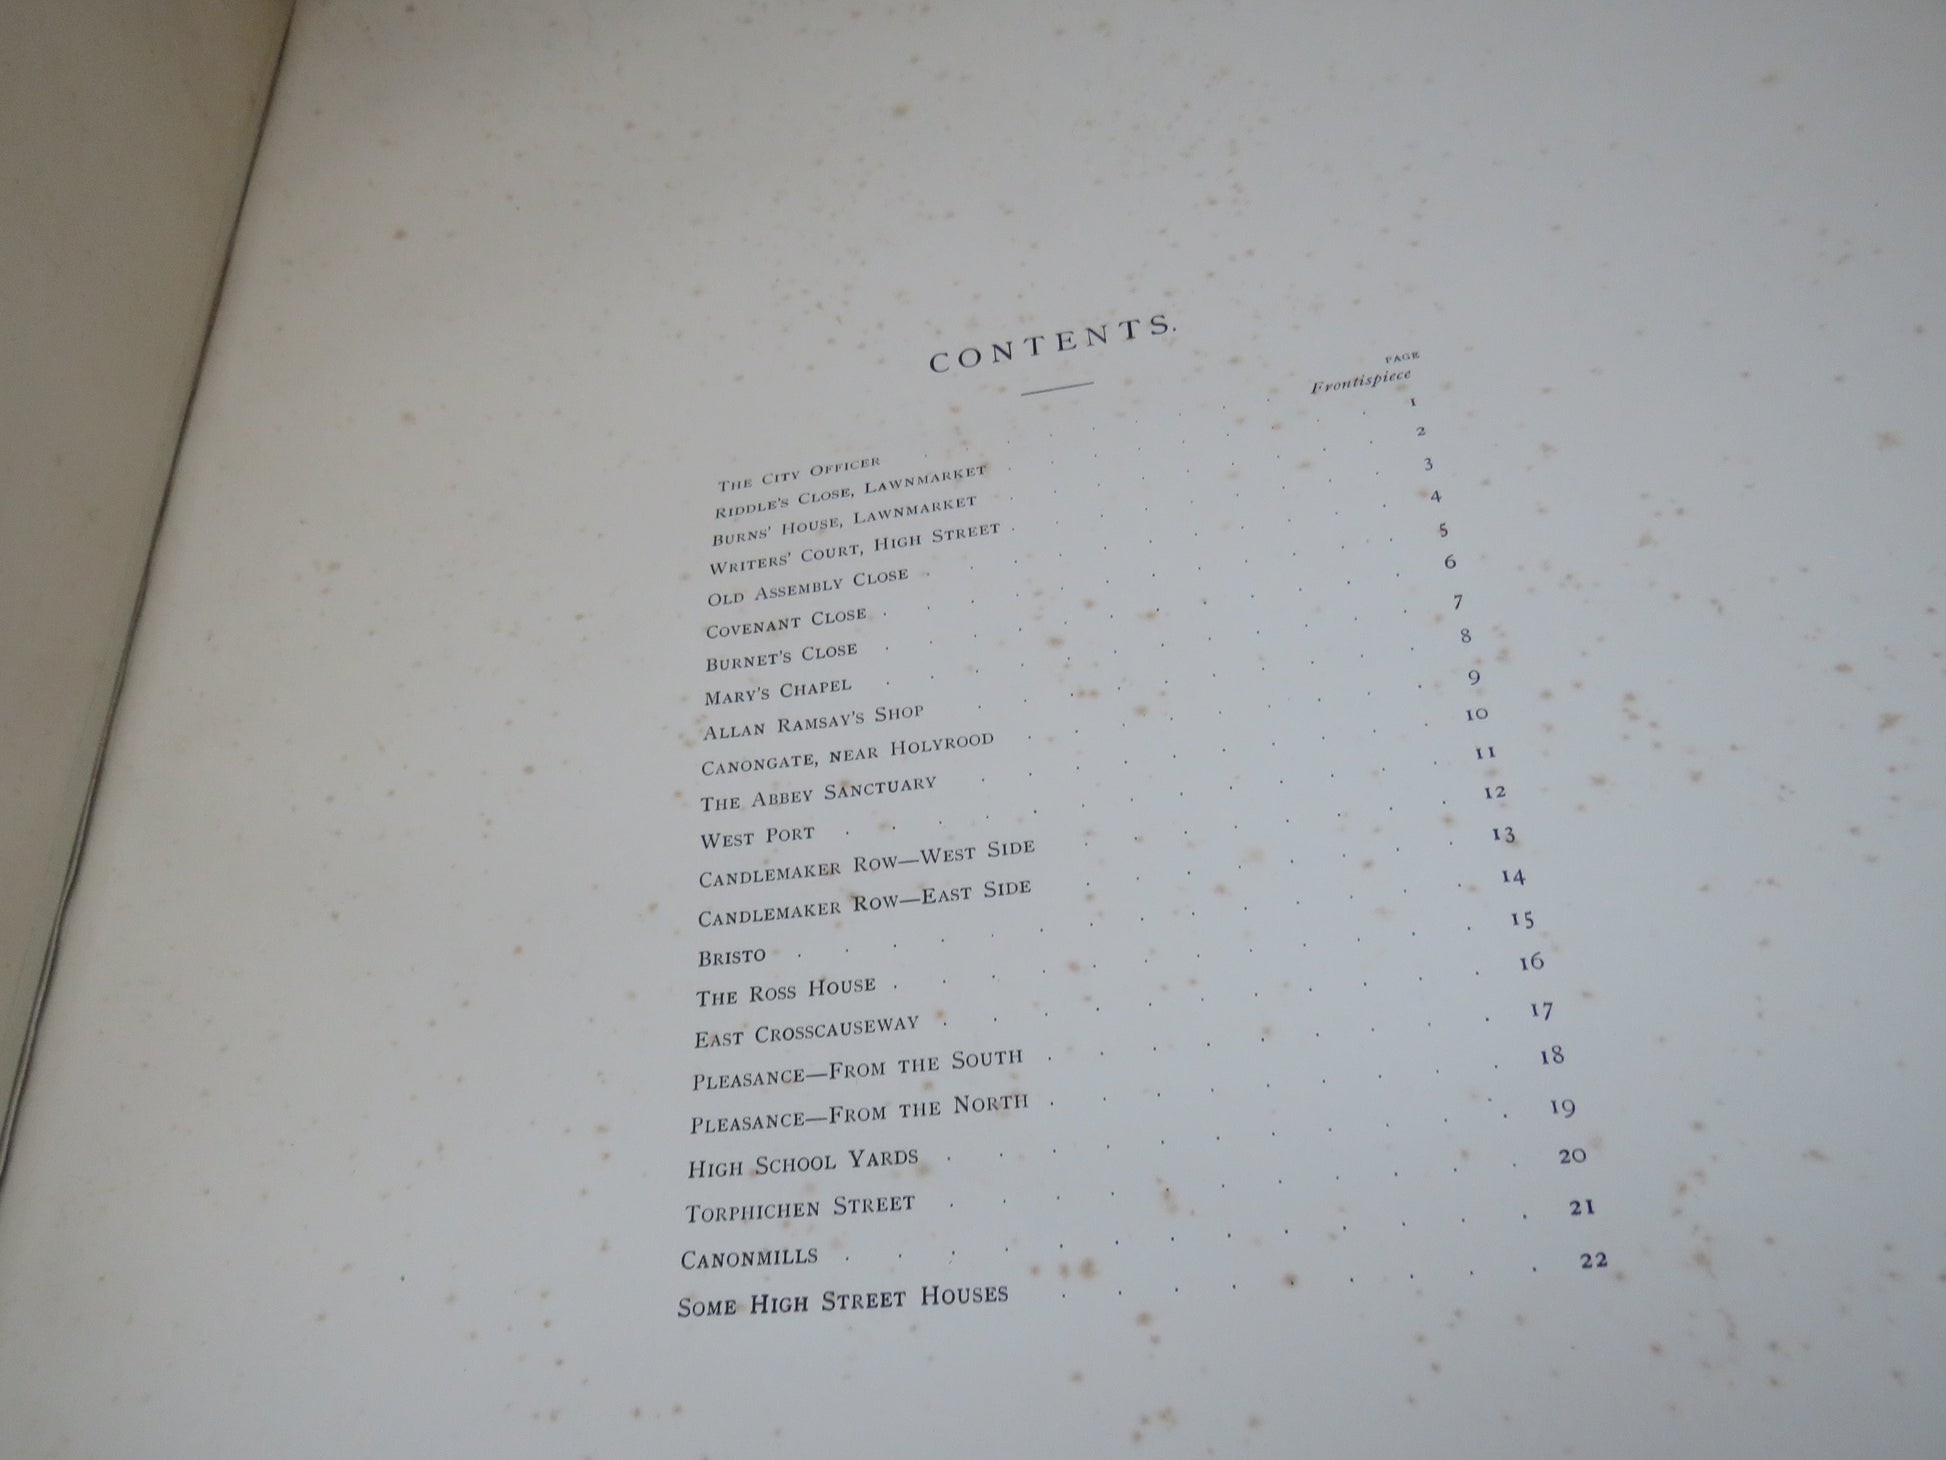 CONTENTS.
PAGE
THE CITY OFFICER . . . . . . . . Frontispiece
RIDDLE'S CLOSE, LAWNMARKET . . . . . . . . . 1
BURNS' HOUSE, LAWNMARKET . . . . . . . . . 2
WRITERS' COURT, HIGH STREET . . . . . . . . . 3
OLD ASSEMBLY CLOSE . . . . . . . . . . . 4
COVENANT CLOSE . . . . . . . . . . . . 5
BURNET'S CLOSE . . . . . . . . . . . . 6
MARY'S CHAPEL . . . . . . . . . . . . 7
ALLAN RAMSAY'S SHOP . . . . . . . . . . 8
CANONGATE, NEAR HOLYROOD . . . . . . . . . 9
THE ABBEY SANCTUARY . . . . . . . . . . 10
WEST PORT . . . . . . . . . . . . . 11
CANDLEMAKER ROW—WEST SIDE . . . . . . . . 12
CANDLEMAKER ROW—EAST SIDE . . . . . . . . 13
BRISTO . . . . . . . . . . . . . . 14
THE ROSS HOUSE . . . . . . . . . . . . 15
EAST CROSSCAUSEWAY . . . . . . . . . . . 16
PLEASANCE—FROM THE SOUTH . . . . . . . . . 17
PLEASANCE—FROM THE NORTH . . . . . . . . . 18
HIGH SCHOOL YARDS . . . . . . . . . . . 19
TORPHICHEN STREET . . . . . . . . . . . 20
CANONMILLS . . . . . . . . . . . . . 21
SOME HIGH STREET HOUSES . . . . . . . . . 22